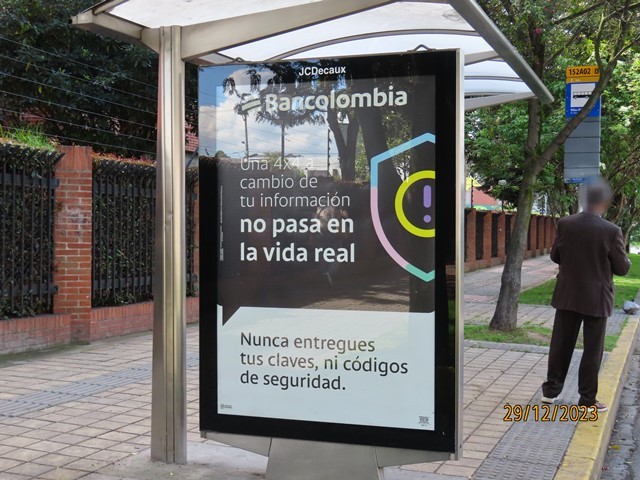 JCDecaux
Bancolombia
Una 4x4 a
cambio de
tu información
no pasa en
la vida real
Nunca entregues
tus claves, ni códigos
de seguridad.
152A02
29/12/2023